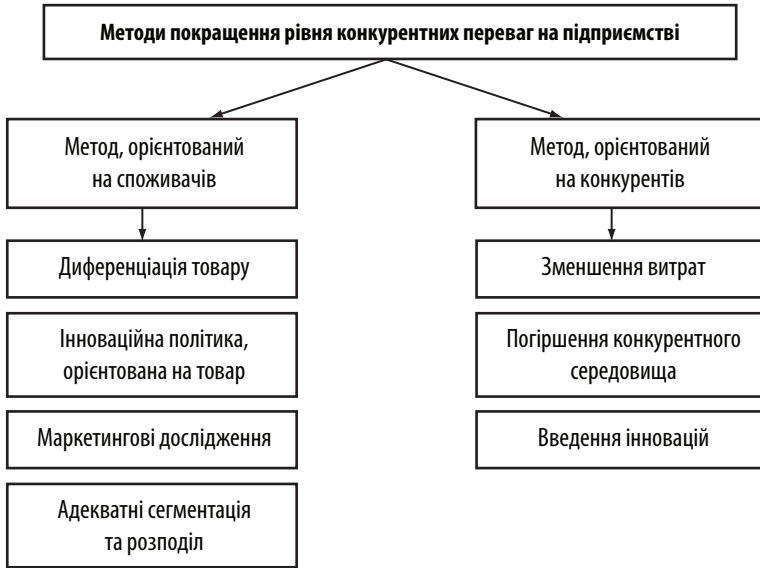 Методи покращення рівня конкурентних переваг на підприємстві
Метод, орієнтований
на споживачів
Диференціація товару
Інноваційна політика,
орієнтована на товар
Маркетингові дослідження
Адекватні сегментація
та розподіл
Метод, орієнтований
на конкурентів
Зменшення витрат
Погіршення конкурентного
середовища
Введення інновацій